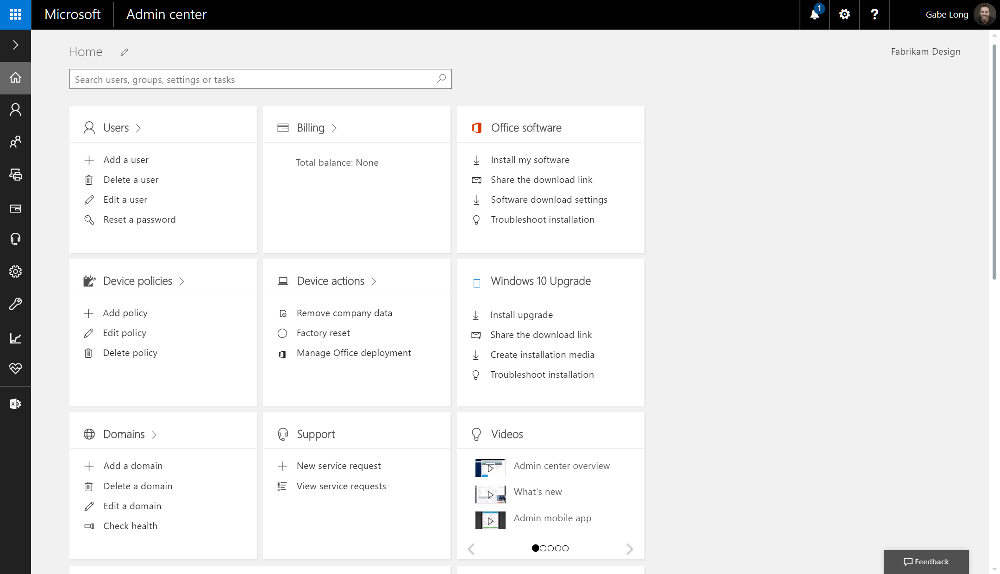 Microsoft
Admin center
1
?
Gabe Long
Home
Fabrikam Design
Search users, groups, settings or tasks
Users
Add a user
Delete a user
Edit a user
Reset a password
Billing
Total balance: None
Office software
Install my software
Share the download link
Software download settings
Troubleshoot installation
Device policies
Add policy
Edit policy
Delete policy
Device actions
Remove company data
Factory reset
Manage Office deployment
Windows 10 Upgrade
Install upgrade
Share the download link
Create installation media
Troubleshoot installation
A
Domains
Add a domain
Delete a domain
Edit a domain
Check health
Support
New service request
View service requests
Videos
Admin center overview
What's new
Admin mobile app
Feedback